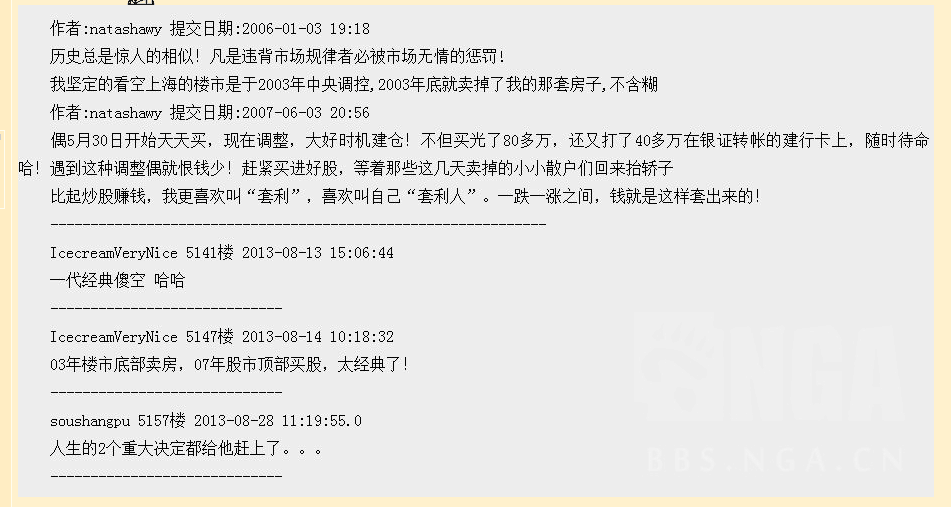 作者:natashawy 提交日期:2006-01-03 19:18
历史总是惊人的相似！凡是违背市场规律者必被市场无情的惩罚！
我坚定的看空上海的楼市是于2003年中央调控,2003年底就卖掉了我的那套房子,不含糊
作者:natashawy 提交日期:2007-06-03 20:56
偶5月30日开始天天买，现在调整，大好时机建仓！不但买光了80多万，还又打了40多万在银证转帐的建行卡上，随时待命
哈！遇到这种调整偶就恨钱少！赶紧买进好股，等着那些这几天卖掉的小小散户们回来抬轿子
比起炒股赚钱，我更喜欢叫“套利”，喜欢叫自己“套利人”。一跌一涨之间，钱就是这样套出来的！
--------------------------------------------------------------
IcecreamVeryNice 5141楼 2013-08-13 15:06:44
一代经典傻空 哈哈
-----------------------------
IcecreamVeryNice 5147楼 2013-08-14 10:18:32
03年楼市底部卖房，07年股市顶部买股，太经典了！
-----------------------------
soushangpu 5157楼 2013-08-28 11:19:55.0
人生的2个重大决定都给他赶上了。。。
-----------------------------
NGA
BBS.NGA.CN